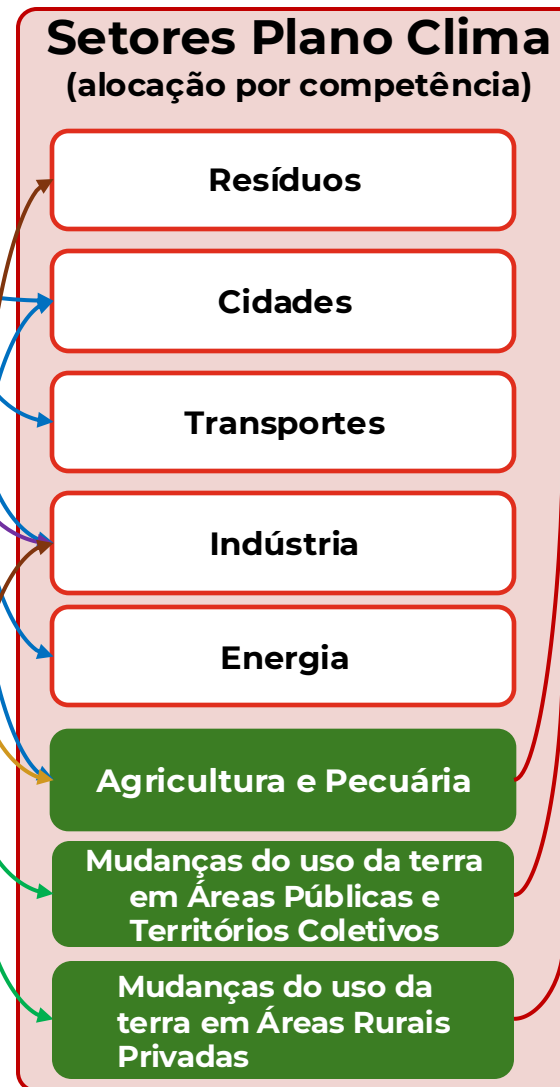 Setores Plano Clima
(alocação por competência)
Resíduos
Cidades
Transportes
Indústria
Energia
Agricultura e Pecuária
Mudanças do uso da terra
em Áreas Públicas e
Territórios Coletivos
Mudanças do uso da
terra em Áreas Rurais
Privadas